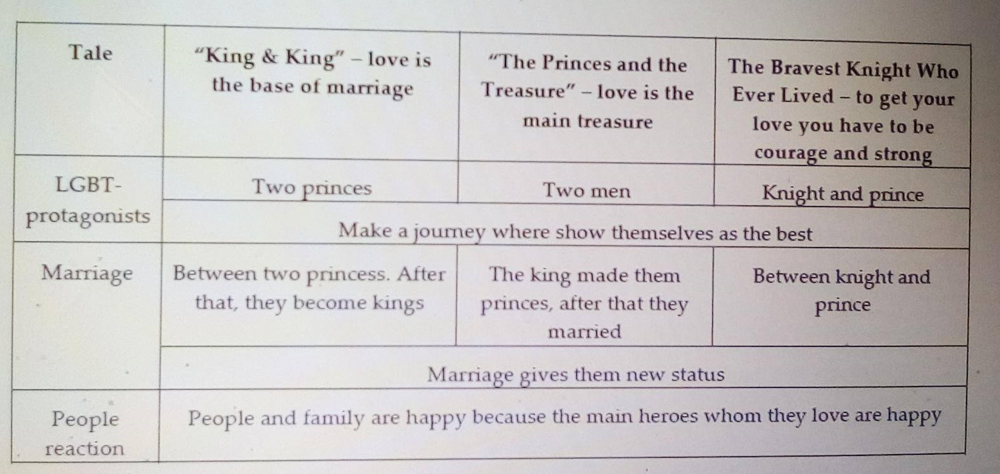 Tale
“King & King” – love is
the base of marriage
“The Princes and the
Treasure” – love is the
main treasure
The Bravest Knight Who
Ever Lived – to get your
love you have to be
courage and strong
LGBT-
protagonists
Two princes
Two men
Knight and prince
Make a journey where show themselves as the best
Marriage
Between two princess. After
that, they become kings
The king made them
princes, after that they
married
Between knight and
prince
Marriage gives them new status
People
reaction
People and family are happy because the main heroes whom they love are happy